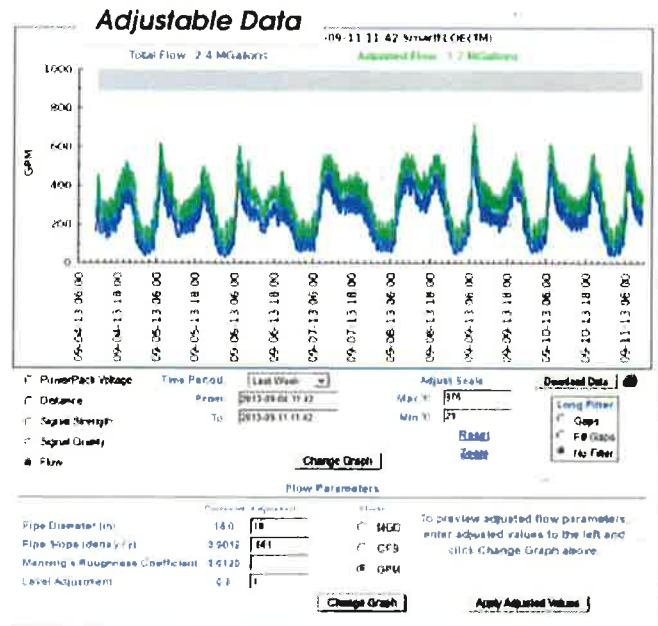 Adjustable Data
-09-11 11:42 SmartFLOE(TM)
Total Flow 2.4 MGallons
Adjusted Flow MGallons
1000
800
600
400
200
0
GPM
09-04-13 06:00
09-04-13 18:00
09-05-13 06:00
09-05-13 18:00
09-06-13 06:00
09-06-13 18:00
09-07-13 06:00
09-07-13 18:00
09-08-13 06:00
09-08-13 18:00
09-09-13 06:00
09-09-13 18:00
09-10-13 06:00
09-10-13 18:00
09-11-13 06:00
PowerPack Voltage
Distance
Signal Strength
Signal Quality
Flow
Time Period: Last Week
From: 2013-09-04 11:42
To: 2013-09-11 11:42
Change Graph
Adjust Scale
Max Y:
Min Y:
Reset
Zoom
Download Data
Long Filter
Gaps
Fill Gaps
No Filter
Flow Parameters
Current Adjusted
Pipe Diameter (in) 18.0 18
Pipe Slope
Manning's Roughness Coefficient
Level Adjustment
MGD
CFS
GPM
To preview adjusted flow parameters,
enter adjusted values to the left and
click Change Graph above.
Change Graph
Apply Adjusted Values